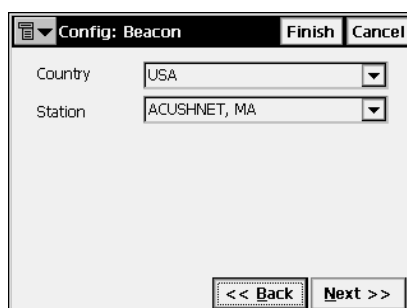 Config: Beacon Finish Cancel
Country USA
Station ACUSHNET, MA
<< Back Next >>